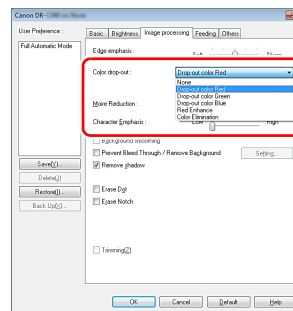 Canon DR-
User Preference :
Full Automatic Mode
Save(Y)...
Delete(J)
Restore(I)...
Back Up(X)...
Basic Brightness Image processing Feeding Others
Edge emphasis :
Color drop-out :
Drop-out color Red
None
Drop-out color Red
Drop-out color Green
Drop-out color Blue
Red Enhance
Color Elimination
Moire Reduction :
Character Emphasis :
Low High
Background smoothing
Prevent Bleed Through / Remove Background Setting...
Remove shadow
Erase Dot
Erase Notch
Trimming(Z)
OK Cancel Default Help